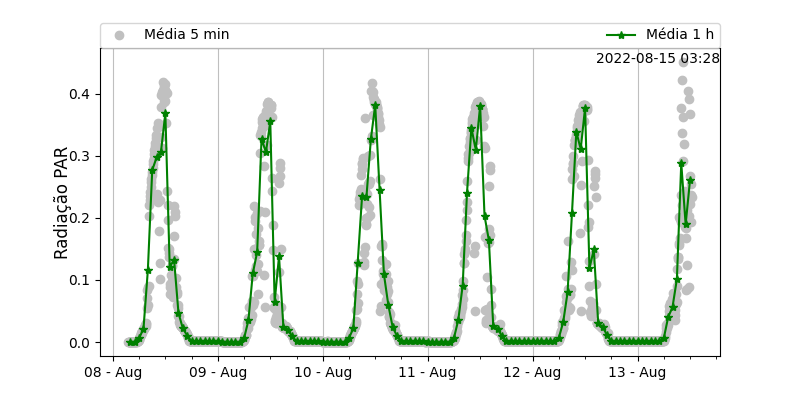 Média 5 min
Média 1 h
2022-08-15 03:28
Radiação PAR
0.4
0.3
0.2
0.1
0.0
08 - Aug
09 - Aug
10 - Aug
11 - Aug
12 - Aug
13 - Aug